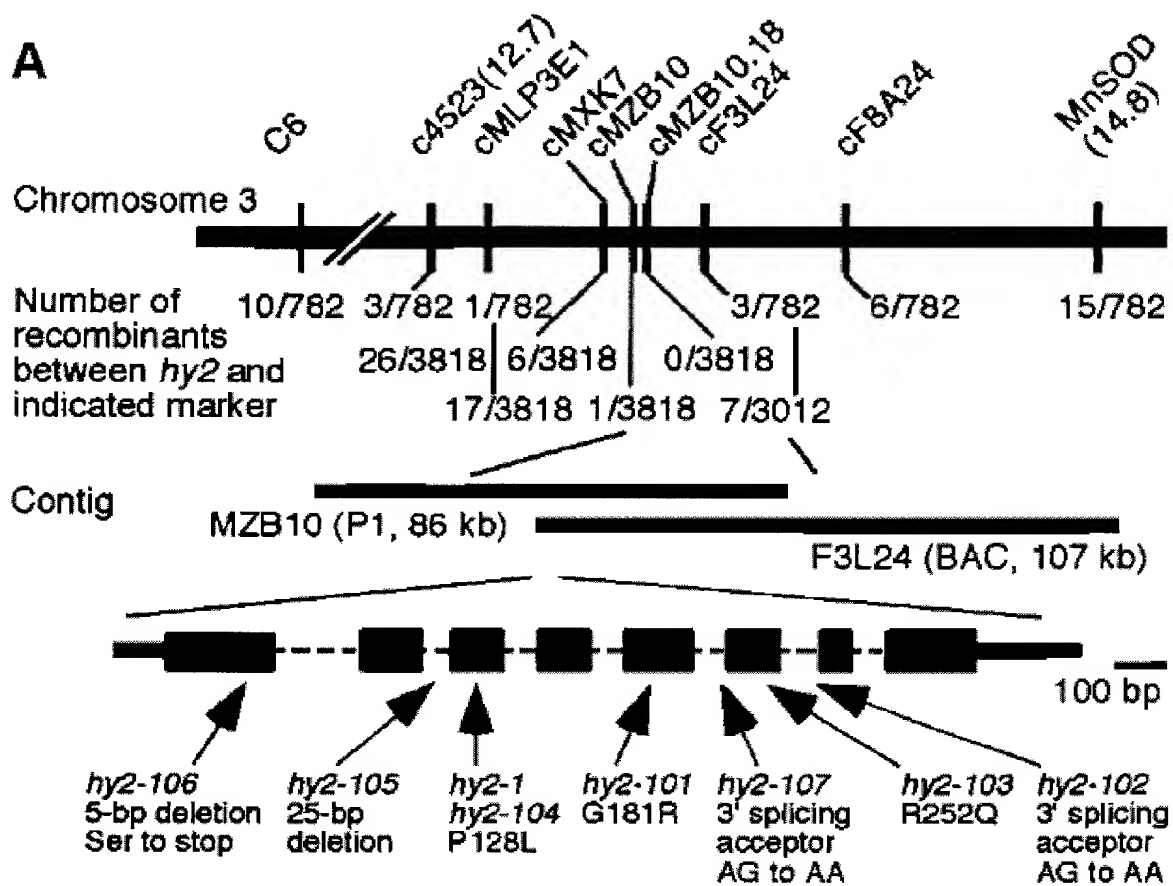 A
C6
c4523(12.7)
cMLP3E1
cMXK7
cMZB10
cMZB10.18
cF3L24
cF8A24
MnSOD
(14.8)
Chromosome 3
Number of
recombinants
between hy2 and
indicated marker
10/782 3/782 1/782 3/782 6/782 15/782
26/3818 6/3818 0/3818
17/3818 1/3818 7/3012
Contig
MZB10 (P1, 86 kb)
F3L24 (BAC, 107 kb)
100 bp
hy2-106
5-bp deletion
Ser to stop
hy2-105
25-bp
deletion
hy2-1
hy2-104
P128L
hy2-101
G181R
hy2-107
3' splicing
acceptor
AG to AA
hy2-103
R252Q
hy2-102
3' splicing
acceptor
AG to AA